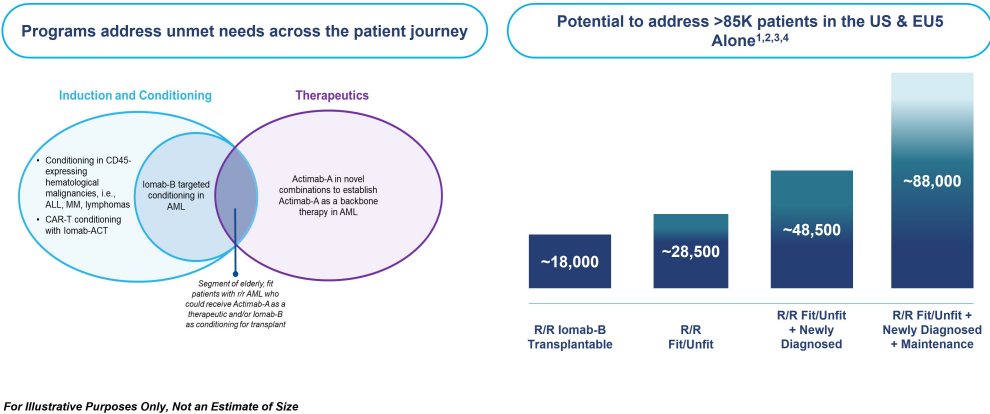 Programs address unmet needs across the patient journey
Induction and Conditioning
Therapeutics
• Conditioning in CD45-
expressing
hematological
malignancies, i.e.,
ALL, MM, lymphomas
• CAR-T conditioning
with Iomab-ACT
Iomab-B targeted
conditioning in
AML
Actimab-A in novel
combinations to establish
Actimab-A as a backbone
therapy in AML
Segment of elderly, fit
patients with r/r AML who
could receive Actimab-A as a
therapeutic and/or Iomab-B
as conditioning for transplant
Potential to address >85K patients in the US & EU5
Alone1,2,3,4
~18,000
~28,500
~48,500
~88,000
R/R Iomab-B
Transplantable
R/R
Fit/Unfit
R/R Fit/Unfit
+ Newly
Diagnosed
R/R Fit/Unfit +
Newly Diagnosed
+ Maintenance
For Illustrative Purposes Only, Not an Estimate of Size